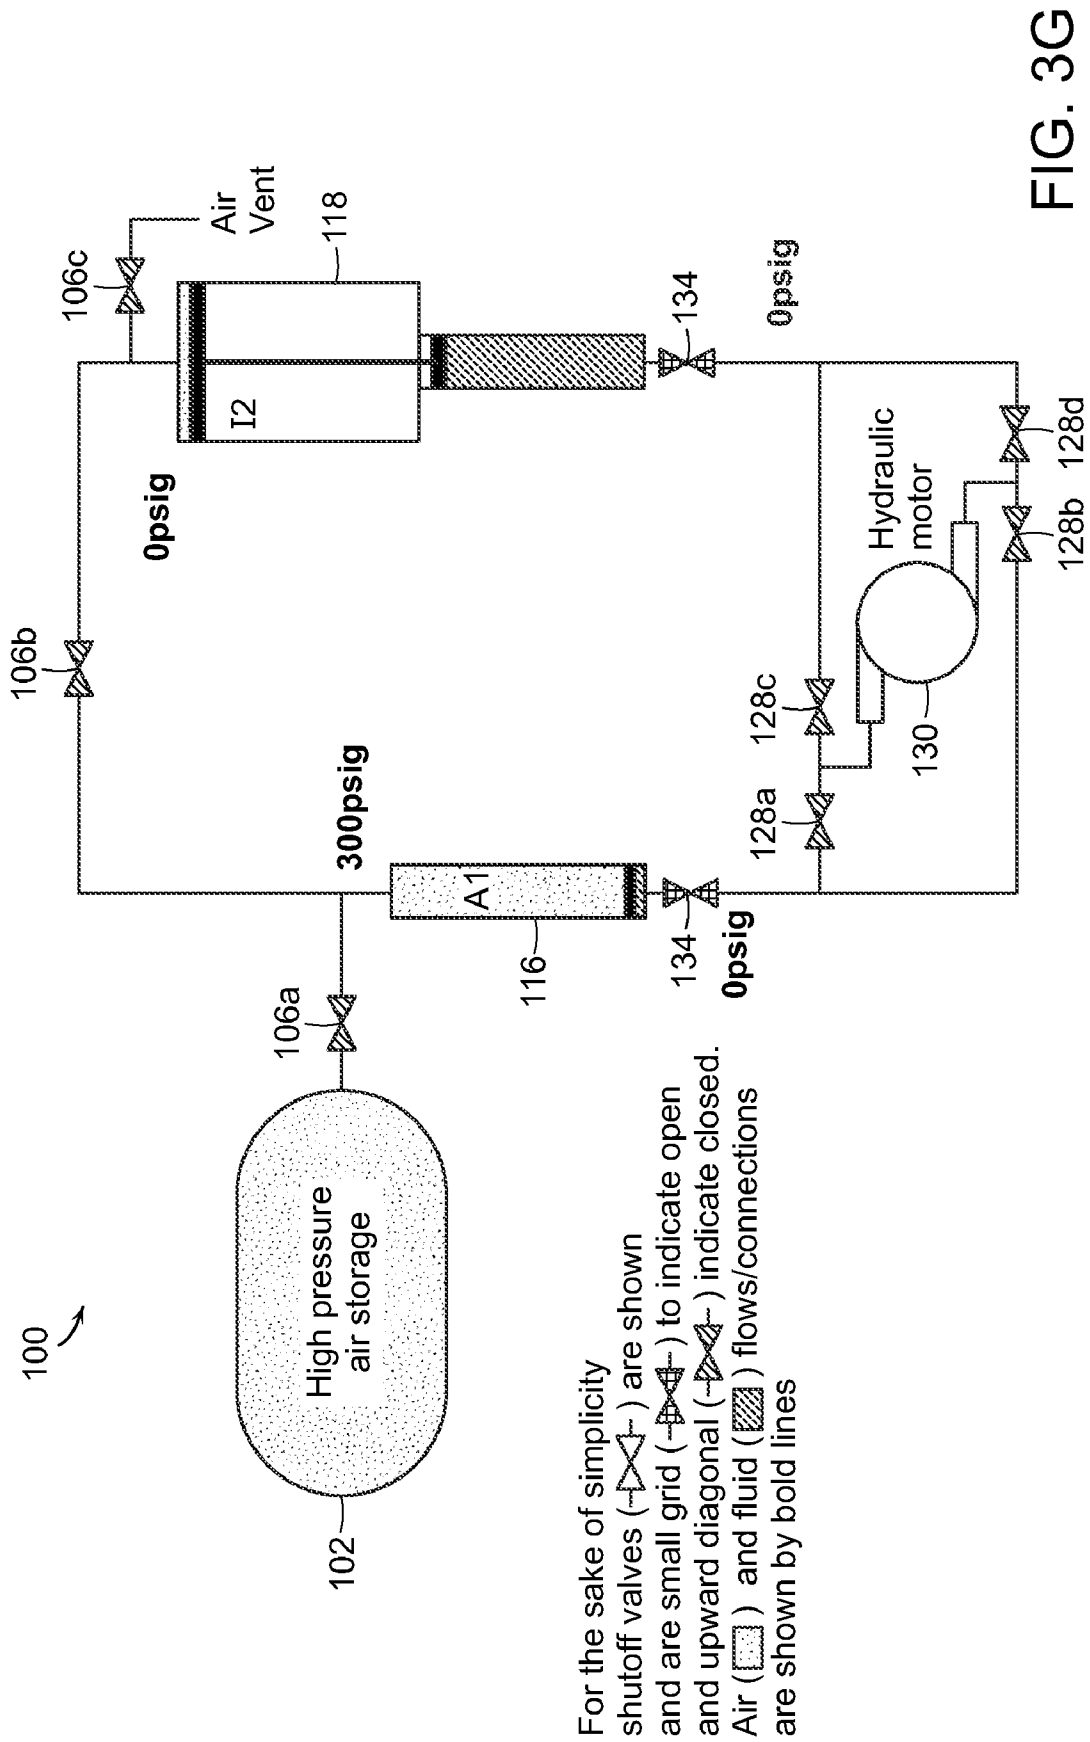 100
102
High pressure
air storage
106a
106b
106c
Air
Vent
118
I2
0psig
300psig
A1
116
134
0psig
134
0psig
128a
128c
Hydraulic
motor
130
128b
128d
For the sake of simplicity
shutoff valves ( ) are shown
and are small grid ( ) to indicate open
and upward diagonal ( ) indicate closed.
Air ( ) and fluid ( ) flows/connections
are shown by bold lines
FIG. 3G